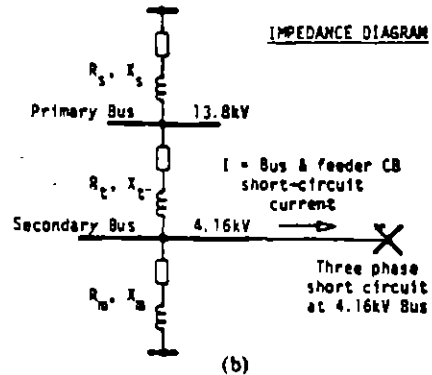 IMPEDANCE DIAGRAM
Rs, Xs
Primary Bus 13.8kV
I = Bus & feeder CB
short-circuit
current
Rt, Xt
Secondary Bus 4.16kV
Three phase
short circuit
at 4.16kV Bus
Rm, Xm
(b)